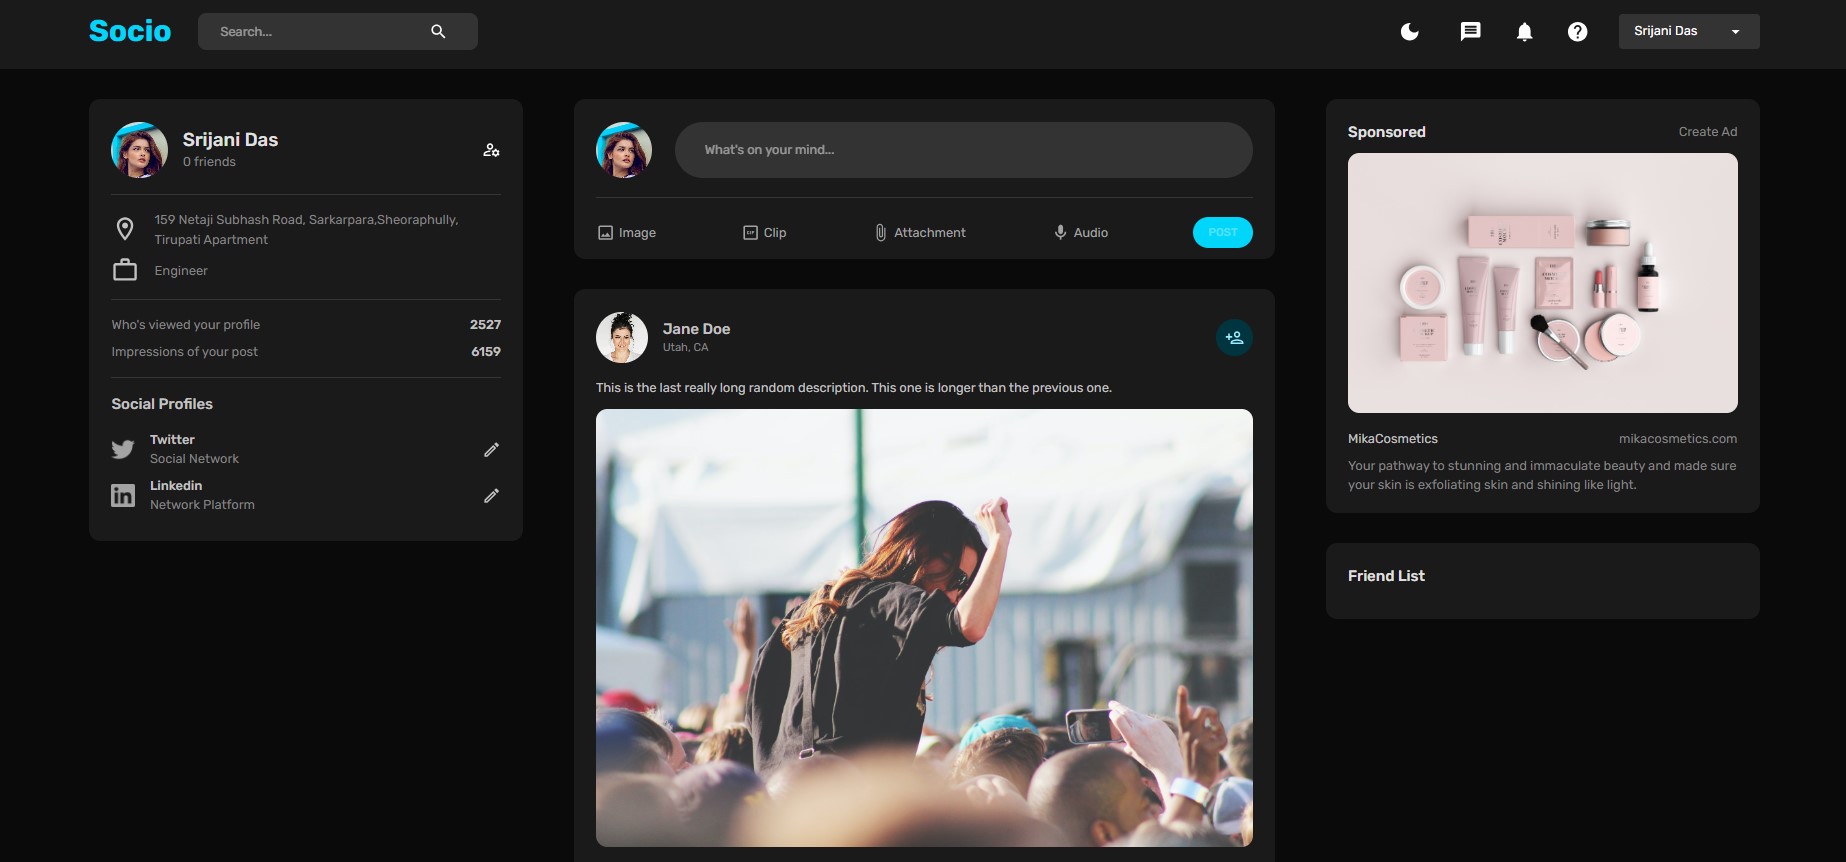 Socio
Search...
Srijani Das
Srijani Das
0 friends
159 Netaji Subhash Road, Sarkarpara,Sheoraphully,
Tirupati Apartment
Engineer
Who's viewed your profile 2527
Impressions of your post 6159
Social Profiles
Twitter
Social Network
Linkedin
Network Platform
What's on your mind...
Image Clip Attachment Audio POST
Jane Doe
Utah, CA
This is the last really long random description. This one is longer than the previous one.
Sponsored Create Ad
MikaCosmetics mikacosmetics.com
Your pathway to stunning and immaculate beauty and made sure
your skin is exfoliating skin and shining like light.
Friend List